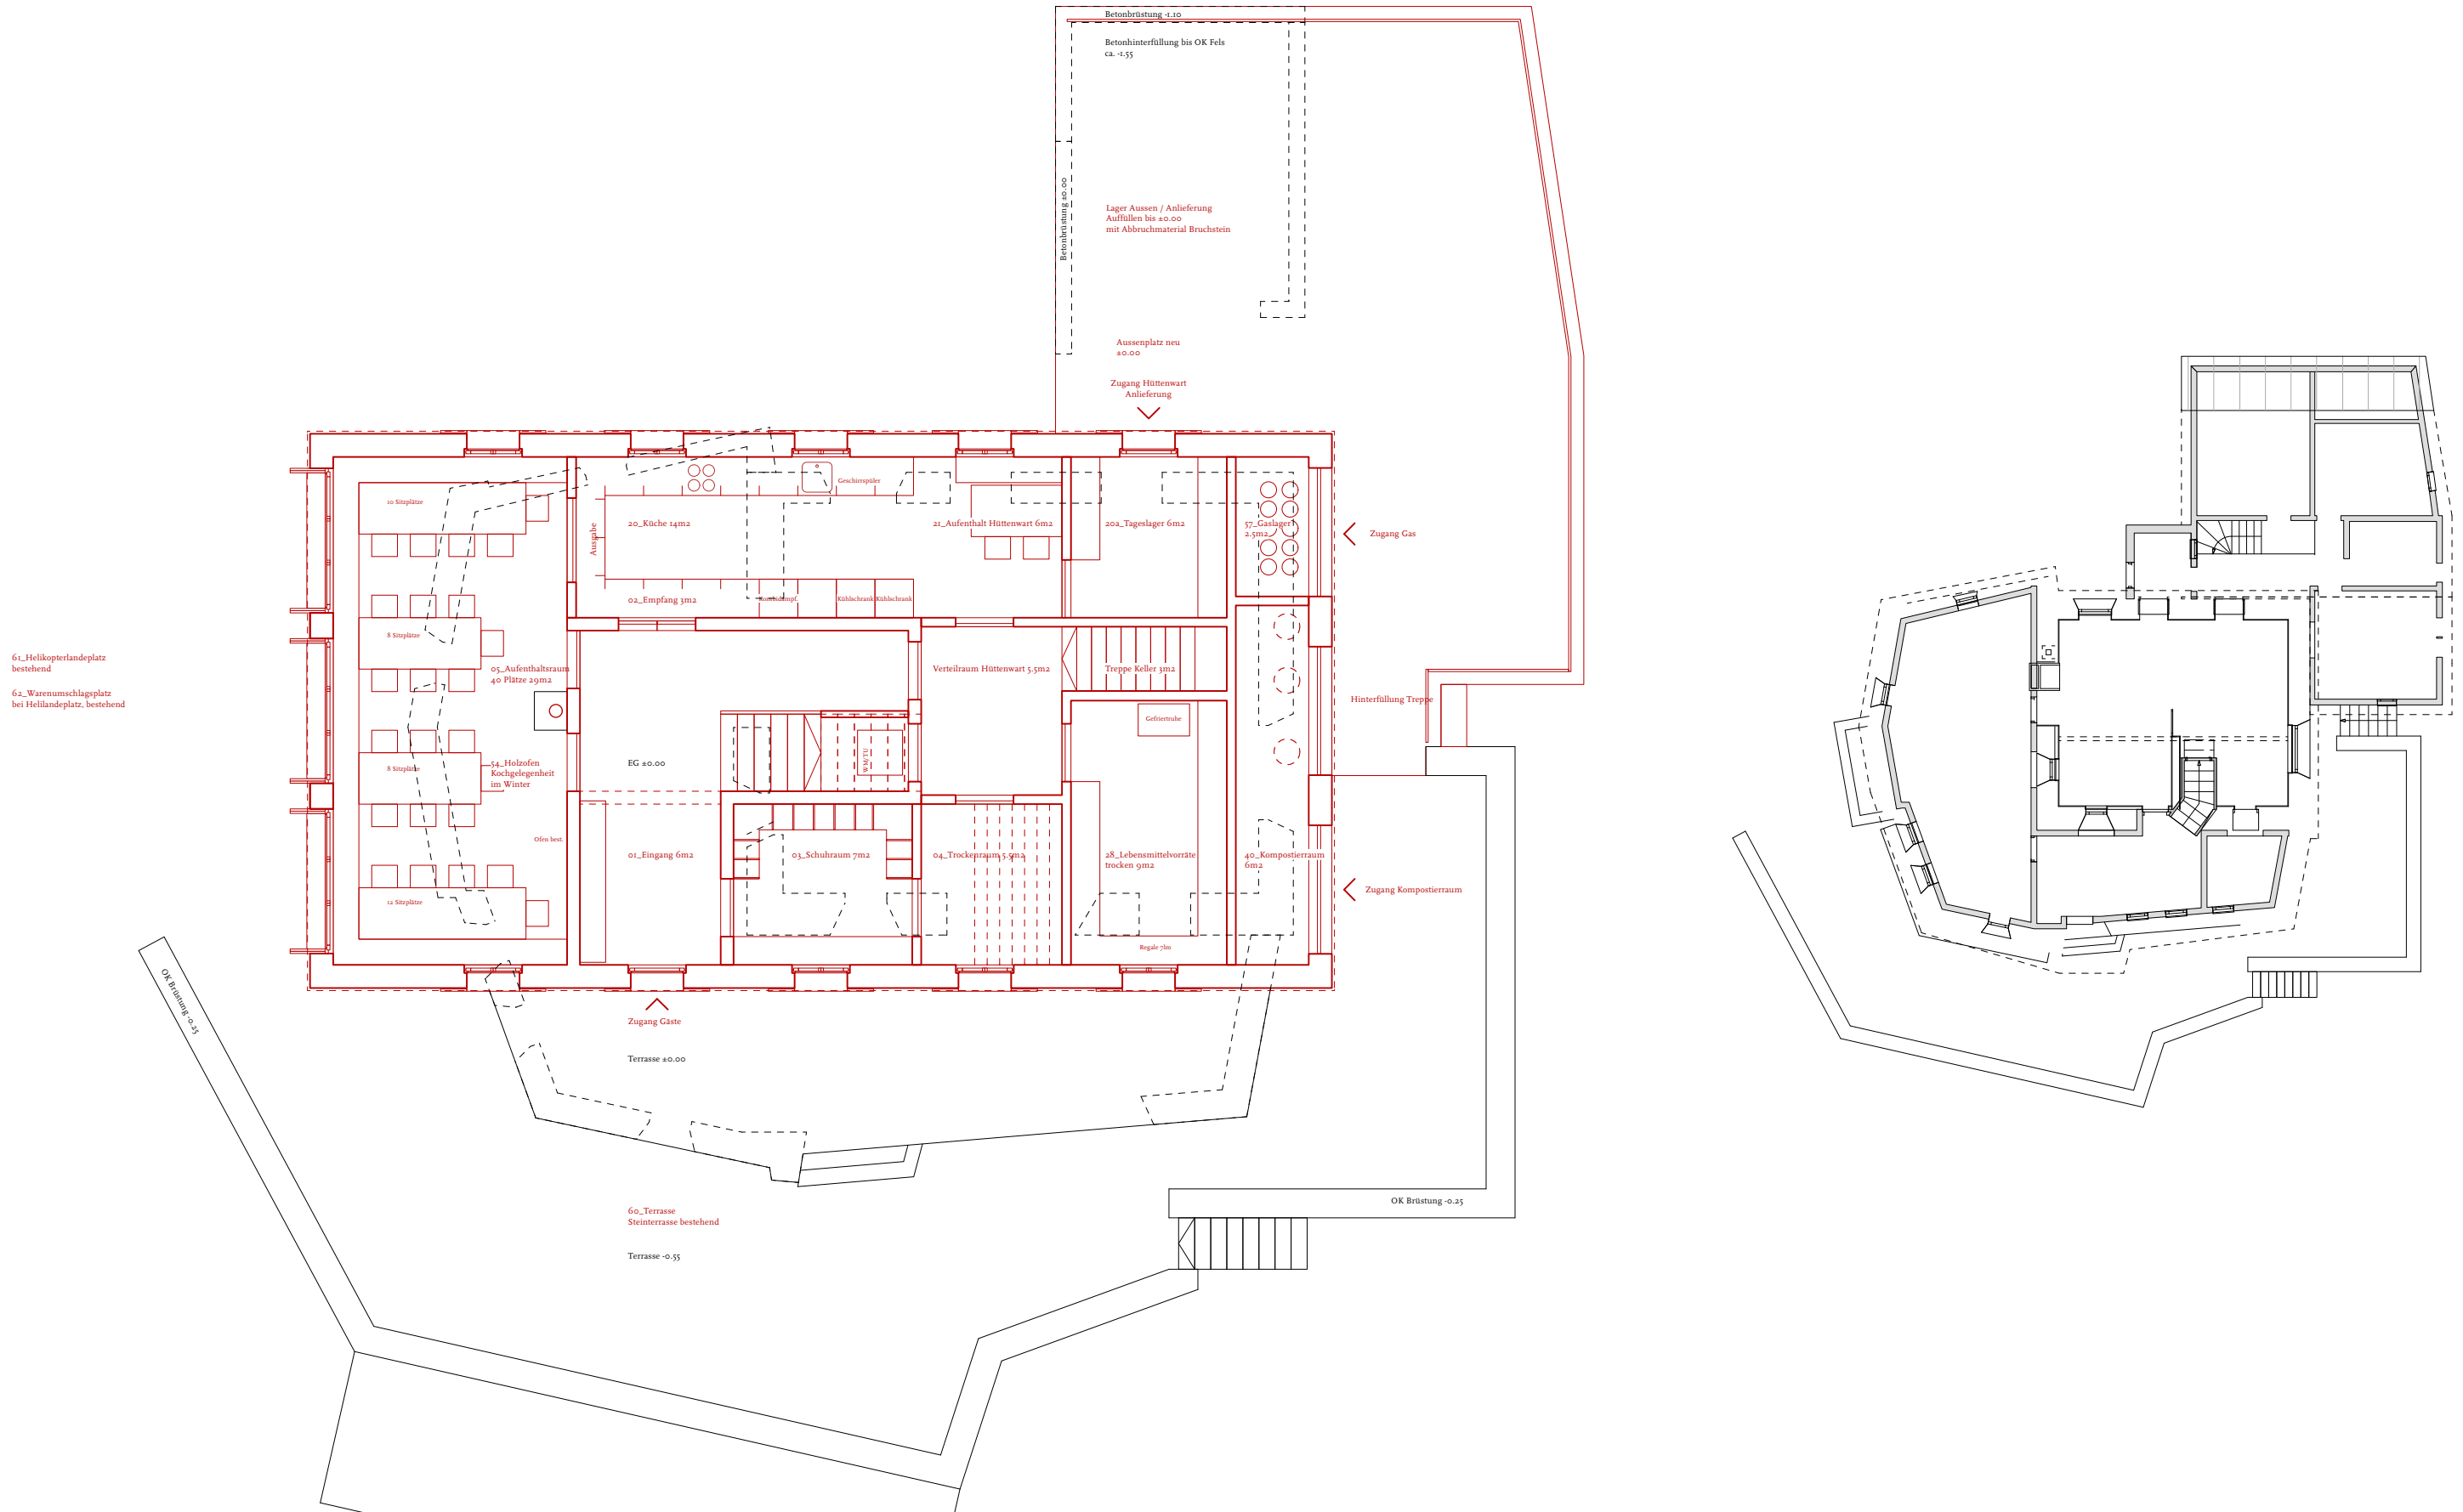 Betonbrüstung -1.10
Betonhinterfüllung bis OK Fels
ca. -1.55
Betonbrüstung ±0.00
Lager Aussen / Anlieferung
Auffüllen bis ±0.00
mit Abbruchmaterial Bruchstein
Aussenplatz neu
±0.00
Zugang Hüttenwart
Anlieferung
10 Sitzplätze
Geschirrspüler
Ausgabe
20_Küche 14m2
21_Aufenthalt Hüttenwart 6m2
20a_Tageslager 6m2
57_Gaslager
2.5m2
Zugang Gas
02_Empfang 3m2
Kombidämpf.
Kühlschrank
Kühlschrank
8 Sitzplätze
61_Helikopterlandeplatz
bestehend
62_Warenumschlagsplatz
bei Helilandeplatz, bestehend
05_Aufenthaltsraum
40 Plätze 29m2
Verteilraum Hüttenwart 5.5m2
Treppe Keller 3m2
Hinterfüllung Treppe
Gefriertruhe
8 Sitzplätze
54_Holzofen
Kochgelegenheit
im Winter
EG ±0.00
WM/TU
Ofen best.
01_Eingang 6m2
03_Schuhraum 7m2
04_Trockenraum 5.5m2
28_Lebensmittelvorräte
trocken 9m2
40_Kompostierraum
6m2
Zugang Kompostierraum
12 Sitzplätze
Regale 7lm
OK Brüstung -0.25
Zugang Gäste
Terrasse ±0.00
60_Terrasse
Steinterrasse bestehend
OK Brüstung -0.25
Terrasse -0.55